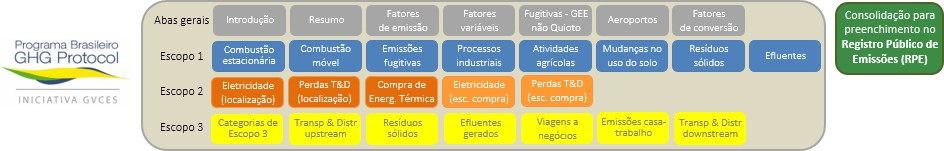 Programa Brasileiro
GHG Protocol
INICIATIVA GVCES
Abas gerais
Introdução
Resumo
Fatores
de emissão
Fatores
variáveis
Fugitivas - GEE
não Quioto
Aeroportos
Fatores
de conversão
Escopo 1
Combustão
estacionária
Combustão
móvel
Emissões
fugitivas
Processos
industriais
Atividades
agrícolas
Mudanças no
uso do solo
Resíduos
sólidos
Efluentes
Escopo 2
Eletricidade
(localização)
Perdas T&D
(localização)
Compra de
Energ. Térmica
Eletricidade
(esc. compra)
Perdas T&D
(esc. compra)
Escopo 3
Categorias de
Escopo 3
Transp & Distr
upstream
Resíduos
sólidos
Efluentes
gerados
Viagens a
negócios
Emissões casa-
trabalho
Transp & Distr
downstream
Consolidação para
preenchimento no
Registro Público de
Emissões (RPE)